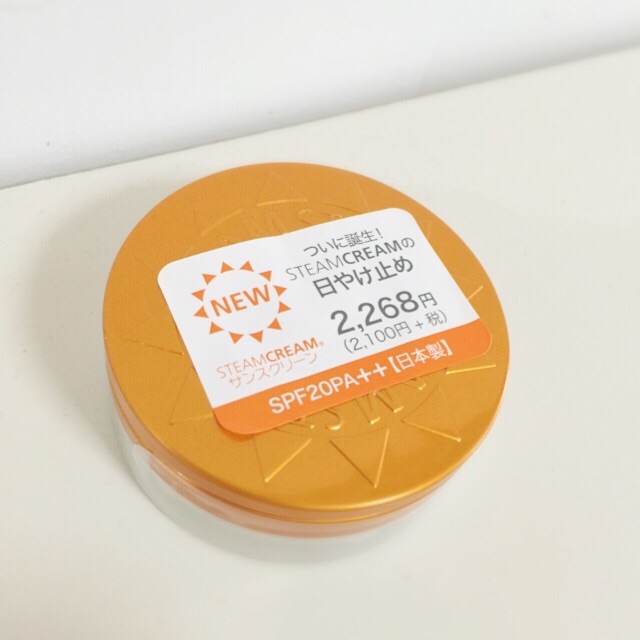 NEW
STEAMCREAM®
サンスクリーン
ついに誕生!
STEAMCREAMの
日やけ止め
2,268円
(2,100円+税)
SPF20PA++【日本製】